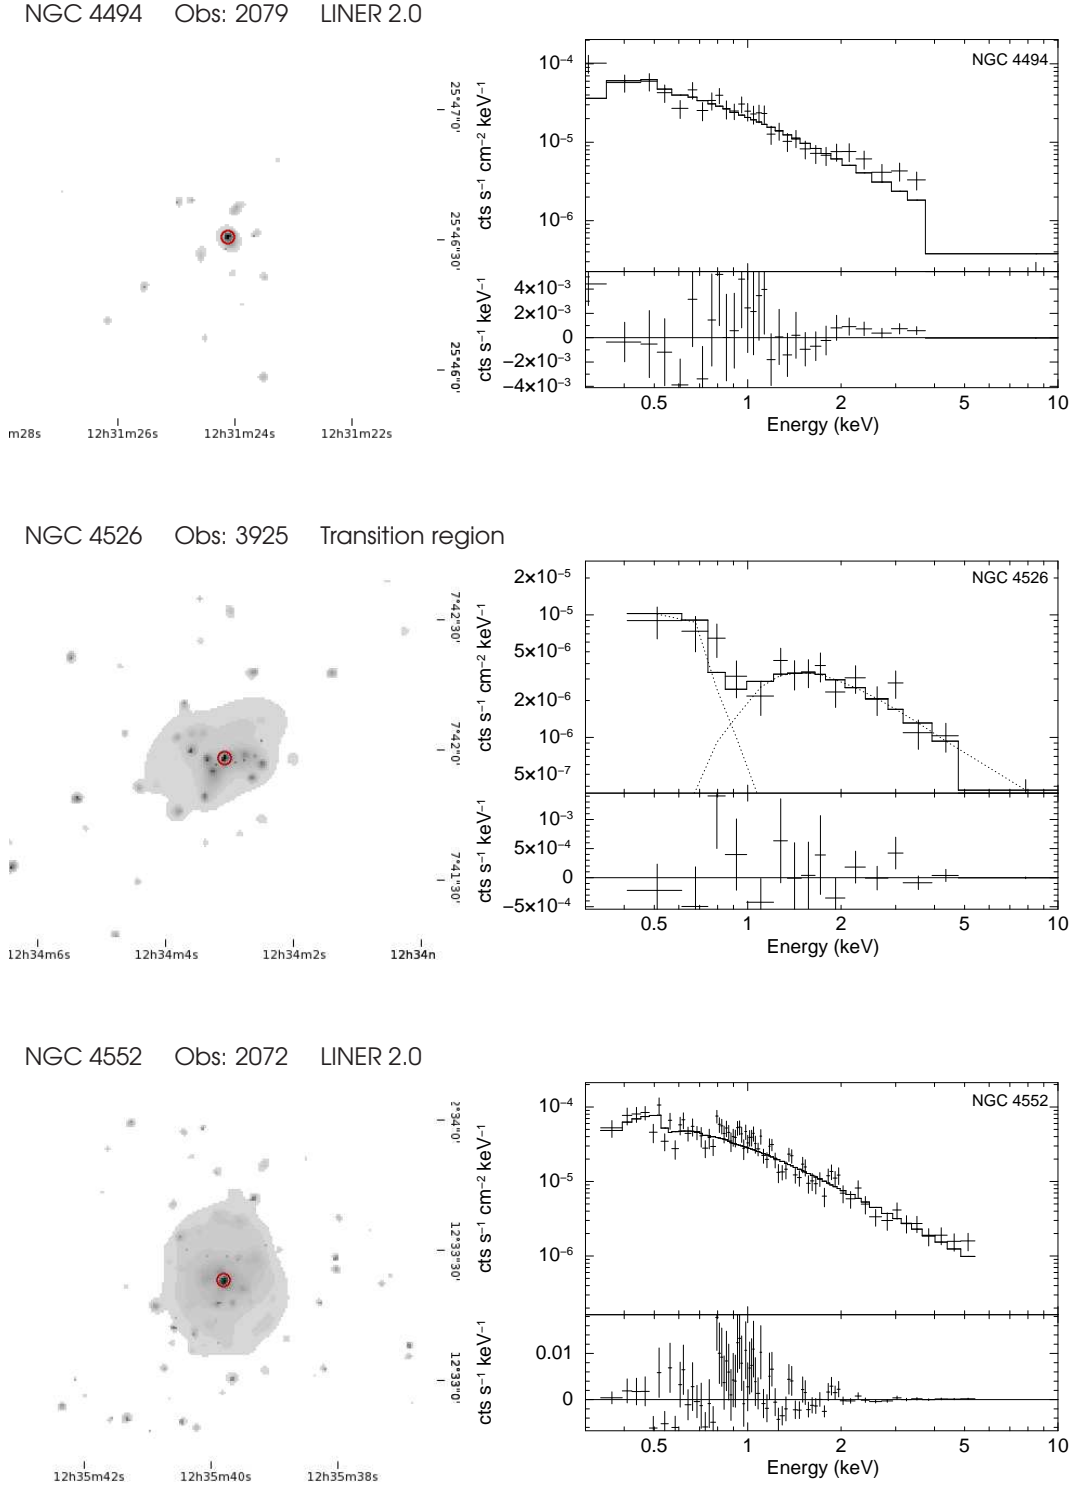 NGC 4494 Obs: 2079 LINER 2.0
25°47"0'
25°46"30'
25°46"0'
m28s 12h31m26s 12h31m24s 12h31m22s
NGC 4494
10⁻⁴
10⁻⁵
10⁻⁶
cts s⁻¹ cm⁻² keV⁻¹
4×10⁻³
2×10⁻³
0
−2×10⁻³
−4×10⁻³
cts s⁻¹ keV⁻¹
0.5 1 2 5 10
Energy (keV)
NGC 4526 Obs: 3925 Transition region
7°42"30'
7°42"0'
7°41"30'
12h34m6s 12h34m4s 12h34m2s 12h34n
NGC 4526
2×10⁻⁵
10⁻⁵
5×10⁻⁶
2×10⁻⁶
10⁻⁶
5×10⁻⁷
cts s⁻¹ cm⁻² keV⁻¹
10⁻³
5×10⁻⁴
0
−5×10⁻⁴
cts s⁻¹ keV⁻¹
0.5 1 2 5 10
Energy (keV)
NGC 4552 Obs: 2072 LINER 2.0
2°34"0'
12°33"30'
12°33"0'
12h35m42s 12h35m40s 12h35m38s
NGC 4552
10⁻⁴
10⁻⁵
10⁻⁶
cts s⁻¹ cm⁻² keV⁻¹
0.01
0
cts s⁻¹ keV⁻¹
0.5 1 2 5 10
Energy (keV)